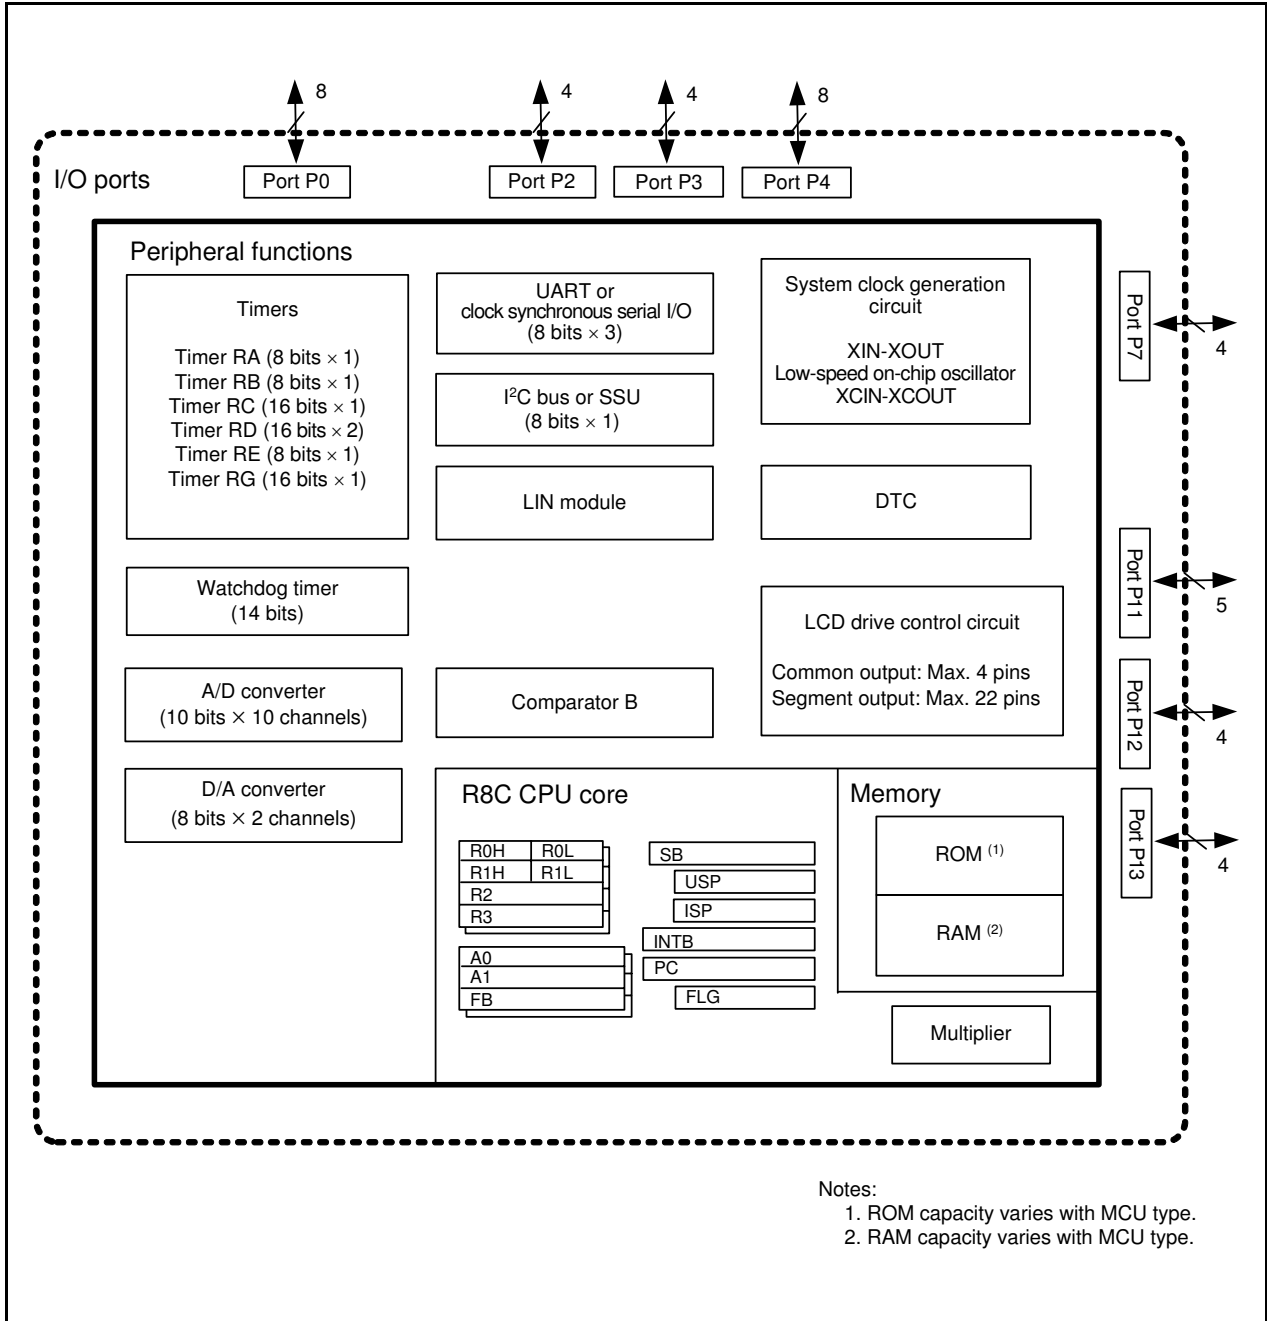 8
4
4
8
I/O ports
Port P0
Port P2
Port P3
Port P4
Peripheral functions
Timers
Timer RA (8 bits × 1)
Timer RB (8 bits × 1)
Timer RC (16 bits × 1)
Timer RD (16 bits × 2)
Timer RE (8 bits × 1)
Timer RG (16 bits × 1)
UART or
clock synchronous serial I/O
(8 bits × 3)
I²C bus or SSU
(8 bits × 1)
LIN module
System clock generation
circuit
XIN-XOUT
Low-speed on-chip oscillator
XCIN-XCOUT
DTC
Port P7
4
Watchdog timer
(14 bits)
LCD drive control circuit
Common output: Max. 4 pins
Segment output: Max. 22 pins
Port P11
5
A/D converter
(10 bits × 10 channels)
Comparator B
Port P12
4
D/A converter
(8 bits × 2 channels)
R8C CPU core
R0H
R0L
R1H
R1L
R2
R3
A0
A1
FB
SB
USP
ISP
INTB
PC
FLG
Memory
ROM (1)
RAM (2)
Multiplier
Port P13
4
Notes:
1. ROM capacity varies with MCU type.
2. RAM capacity varies with MCU type.